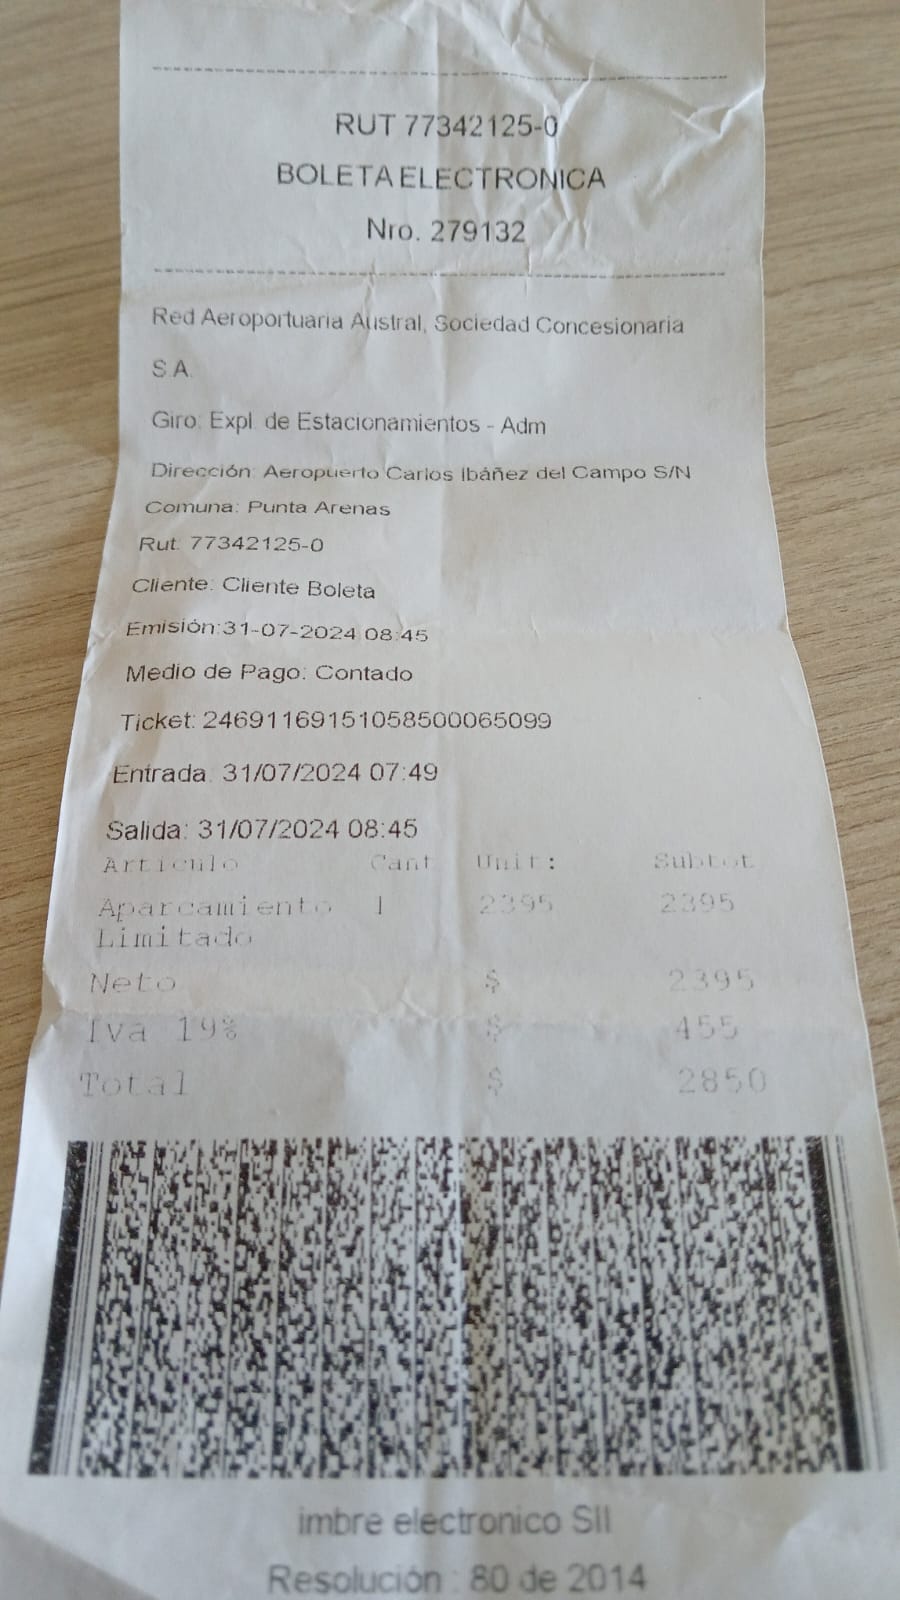 RUT 77342125-0
BOLETA ELECTRONICA
Nro. 279132
Red Aeroportuaria Austral, Sociedad Concesionaria
S.A.
Giro: Expl. de Estacionamientos - Adm
Dirección: Aeropuerto Carlos Ibáñez del Campo S/N
Comuna: Punta Arenas
Rut: 77342125-0
Cliente: Cliente Boleta
Emisión:31-07-2024 08:45
Medio de Pago: Contado
Ticket: 24691169151058500065099
Entrada: 31/07/2024 07:49
Salida: 31/07/2024 08:45
Artículo Cant Unit: Subtot
Aparcamiento 1 2395 2395
Limitado
Neto $ 2395
Iva 19% $ 455
Total $ 2850
imbre electronico SII
Resolución : 80 de 2014